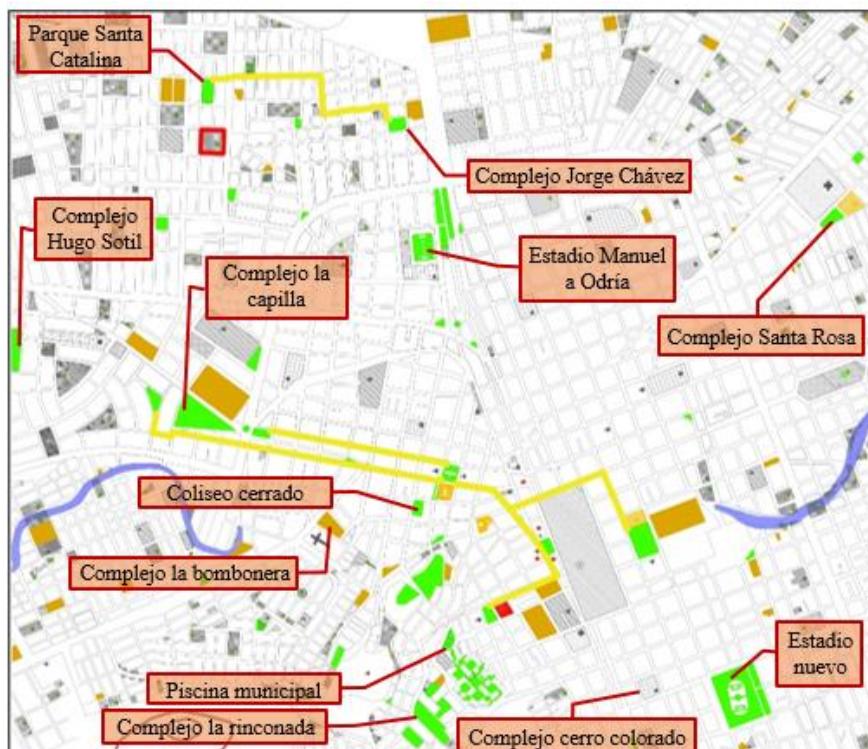 Parque Santa
Catalina
Complejo Jorge Chávez
Complejo
Hugo Sotil
Complejo la
capilla
Estadio Manuel
a Odría
Complejo Santa Rosa
Coliseo cerrado
Complejo la bombonera
Piscina municipal
Estadio
nuevo
Complejo la rinconada
Complejo cerro colorado